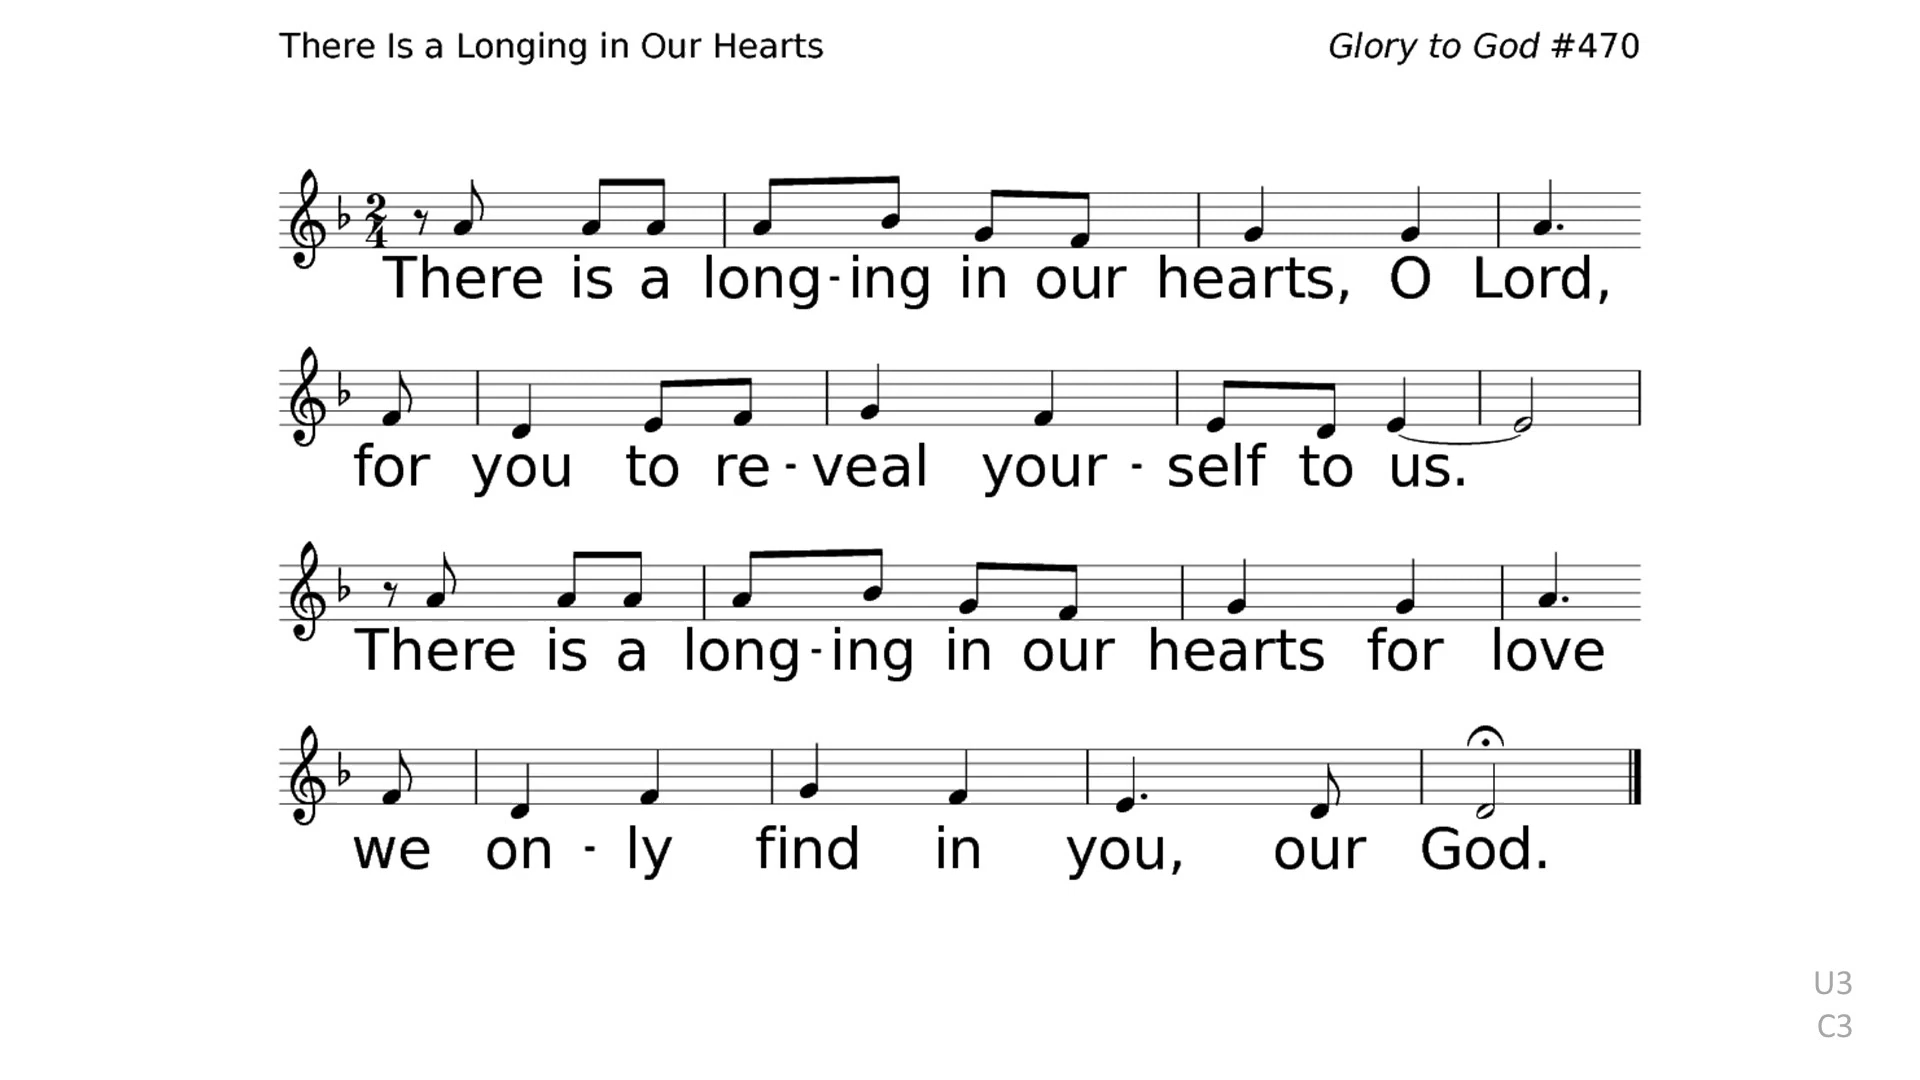 There Is a Longing in Our Hearts
Glory to God #470
There is a long-ing in our hearts, O Lord,
for you to re-veal your-self to us.
There is a long-ing in our hearts for love
we on-ly find in you, our God.
U3
C3